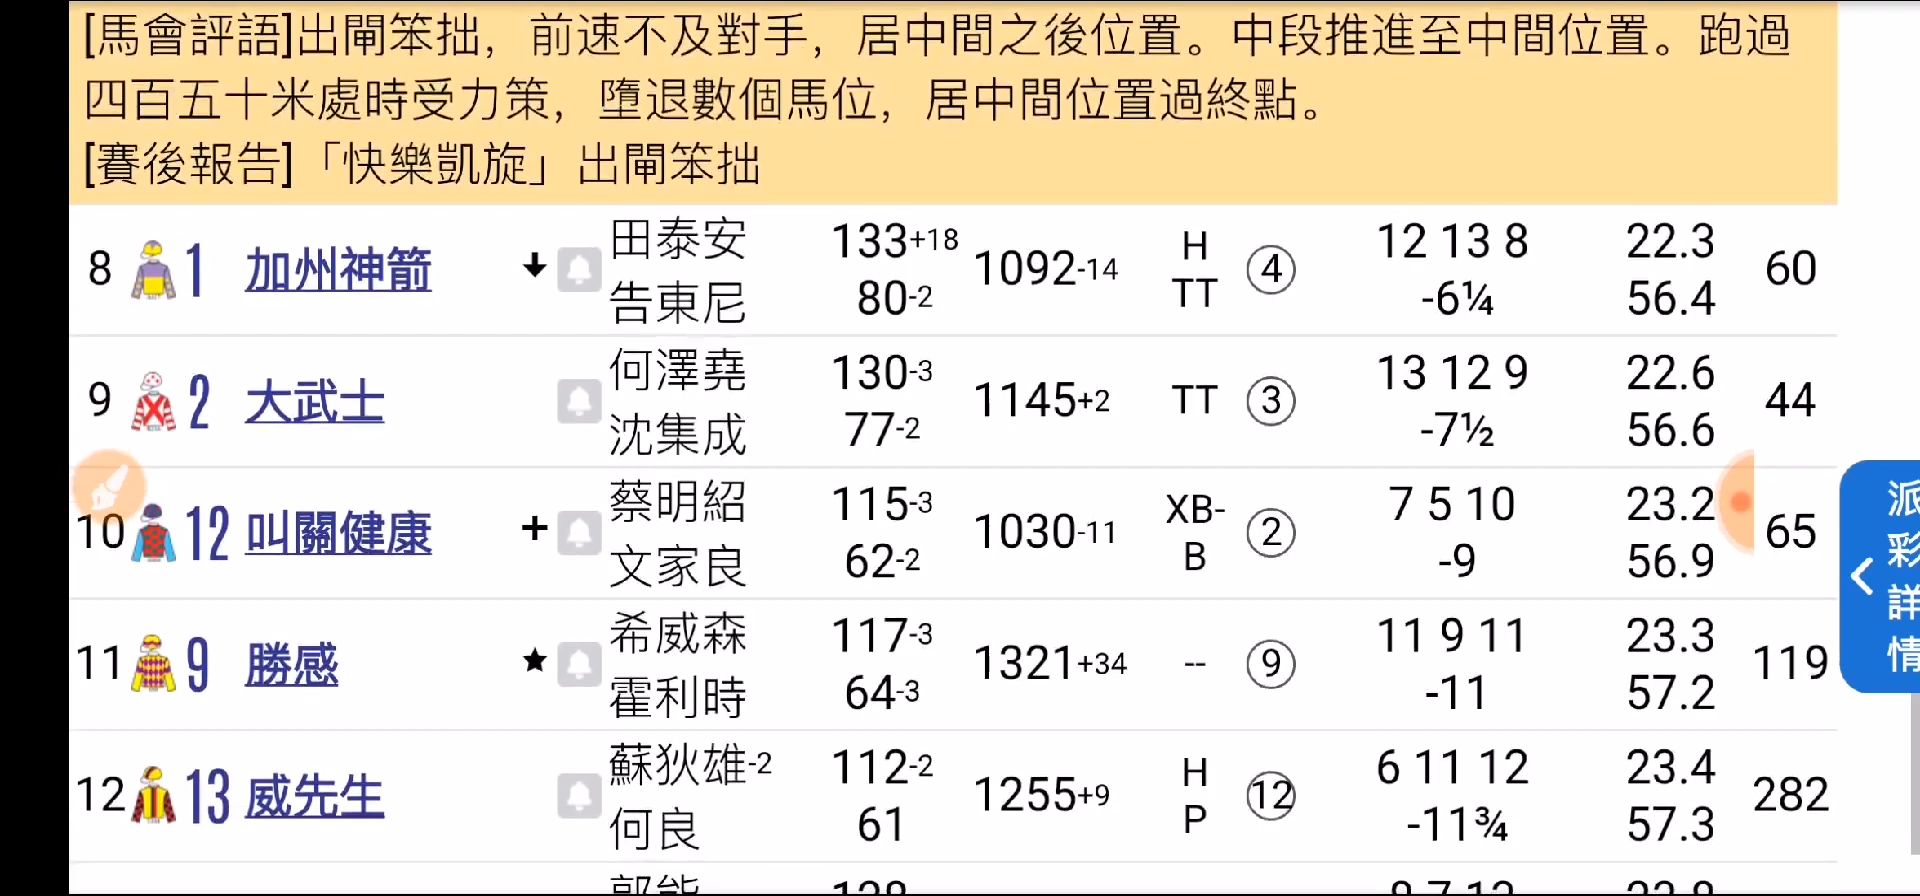 [馬會評語]出閘笨拙，前速不及對手，居中間之後位置。中段推進至中間位置。跑過
四百五十米處時受力策，墮退數個馬位，居中間位置過終點。
[賽後報告]「快樂凱旋」出閘笨拙
8 1 加州神箭 田泰安 133+18 1092-14 H ④ 12 13 8 22.3 60
告東尼 80-2 TT -6¼ 56.4
9 2 大武士 何澤堯 130-3 1145+2 TT ③ 13 12 9 22.6 44
沈集成 77-2 -7½ 56.6
10 12 叫關健康 + 蔡明紹 115-3 1030-11 XB- ② 7 5 10 23.2 65
文家良 62-2 B -9 56.9
11 9 勝感 ★ 希威森 117-3 1321+34 -- ⑨ 11 9 11 23.3 119
霍利時 64-3 -11 57.2
12 13 威先生 蘇狄雄-2 112-2 1255+9 H ⑫ 6 11 12 23.4 282
何良 61 P -11¾ 57.3
派
彩
詳
情